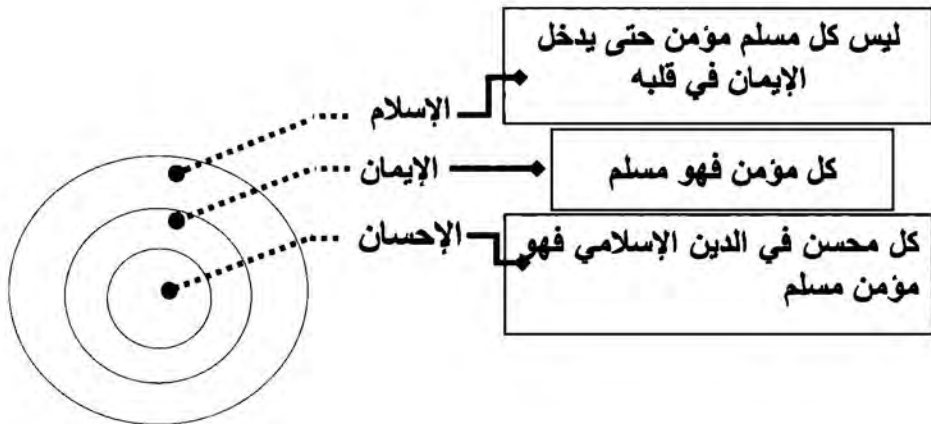 ليس كل مسلم مؤمن حتى يدخل
الإيمان في قلبه
الإسلام
كل مؤمن فهو مسلم
الإيمان
كل محسن في الدين الإسلامي فهو
مؤمن مسلم
الإحسان